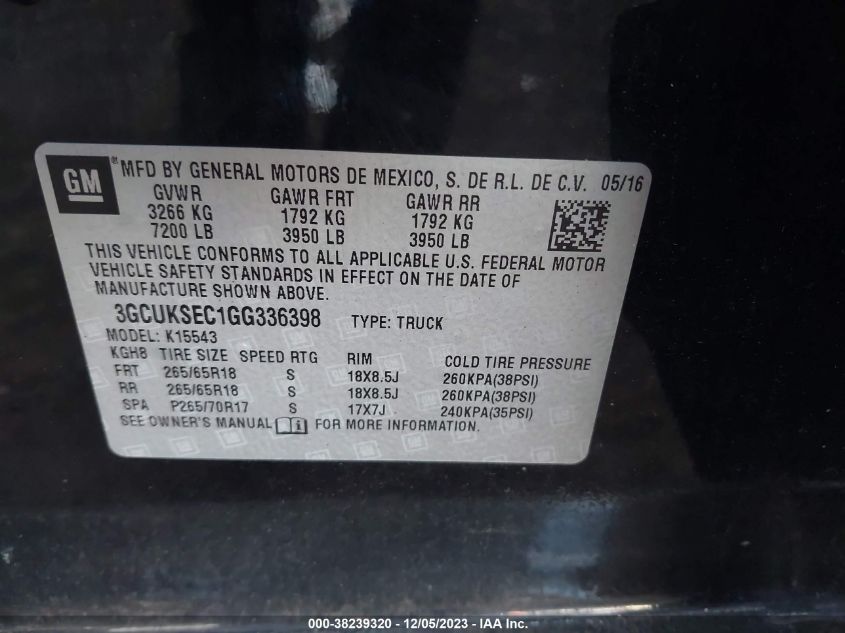 GM® MFD BY GENERAL MOTORS DE MEXICO, S. DE R.L. DE C.V. 05/16
GVWR GAWR FRT GAWR RR
3266 KG 1792 KG 1792 KG
7200 LB 3950 LB 3950 LB
THIS VEHICLE CONFORMS TO ALL APPLICABLE U.S. FEDERAL MOTOR
VEHICLE SAFETY STANDARDS IN EFFECT ON THE DATE OF
MANUFACTURE SHOWN ABOVE.
3GCUKSEC1GG336398 TYPE: TRUCK
MODEL: K15543
KGH8 TIRE SIZE SPEED RTG RIM COLD TIRE PRESSURE
FRT 265/65R18 S 18X8.5J 260KPA(38PSI)
RR 265/65R18 S 18X8.5J 260KPA(38PSI)
SPA P265/70R17 S 17X7J 240KPA(35PSI)
SEE OWNER'S MANUAL i FOR MORE INFORMATION.
000-38239320 - 12/05/2023 - IAA Inc.